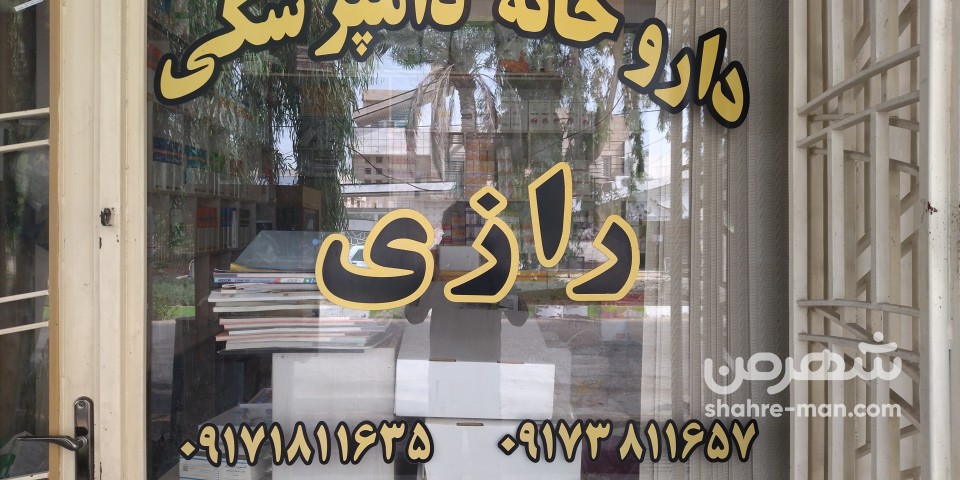 داروخانه دامپزشکی
رازی
۰۹۱۷۳۸۱۱۶۵۷
۰۹۱۷۱۸۱۱۶۳۵
شهرمن
shahre-man.com